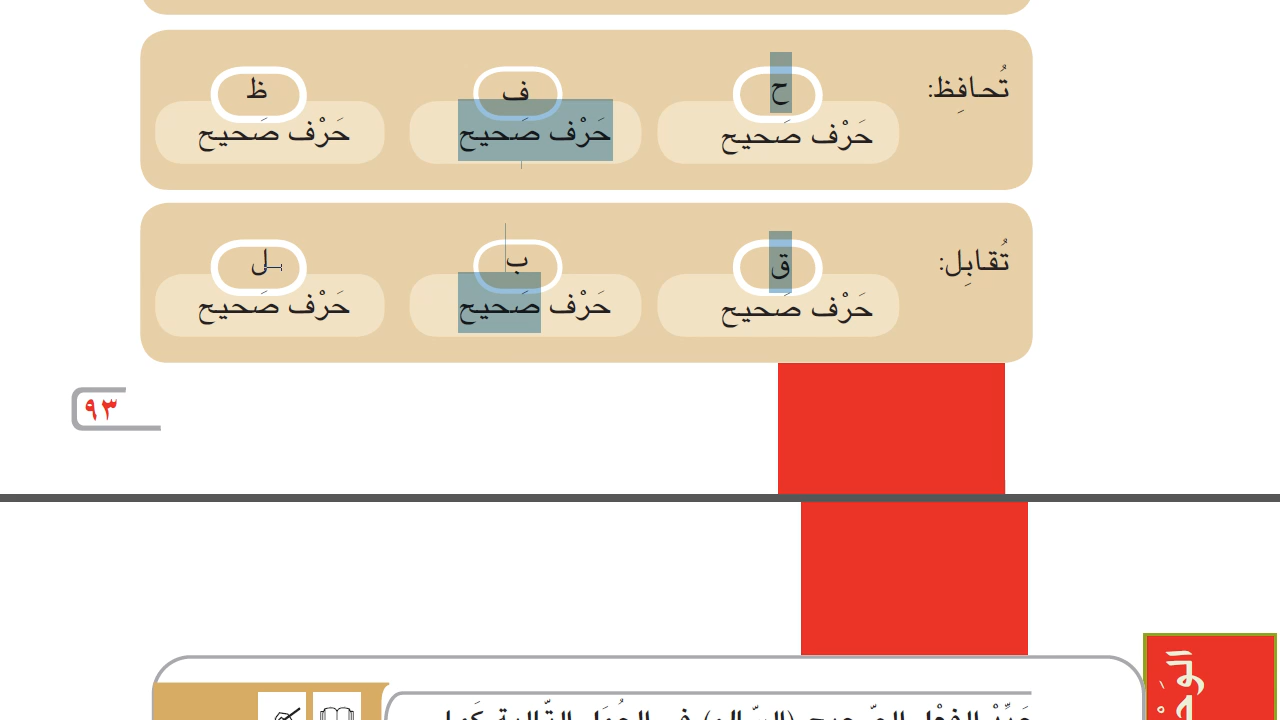 تُحافِظ: ح ف ظ
حَرْف صَحيح حَرْف صَحيح حَرْف صَحيح
تُقابِل: ق ب ل
حَرْف صَحيح حَرْف صَحيح حَرْف صَحيح
٩٣